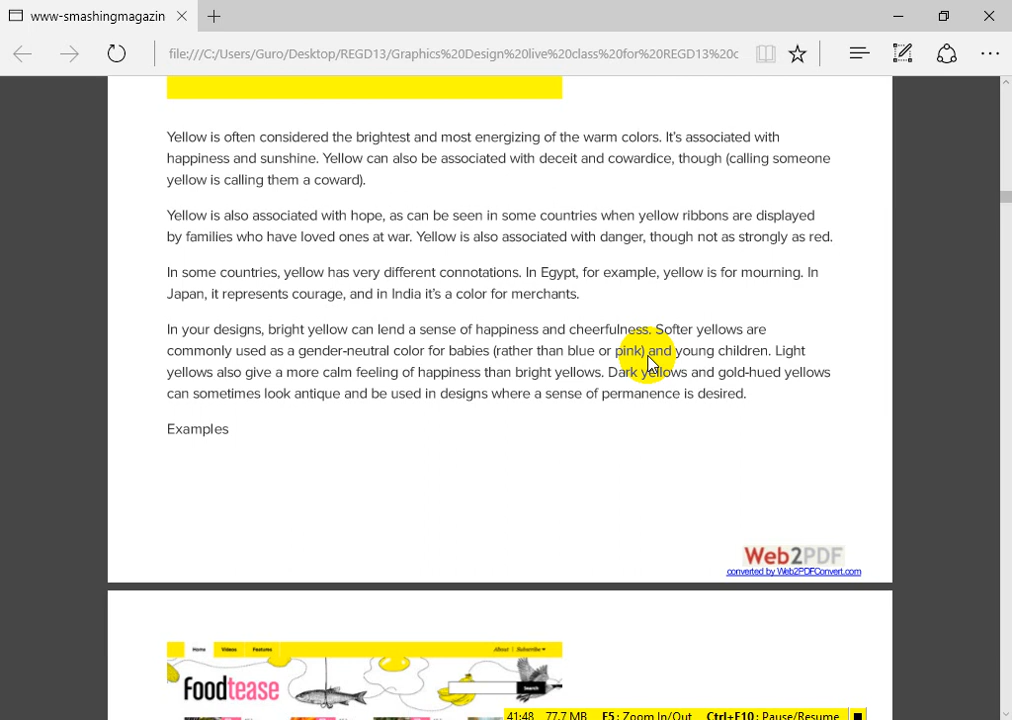 www-smashingmagazin
file:///C:/Users/Guro/Desktop/REGD13/Graphics%20Design%20live%20class%20for%20REGD13%20c
Yellow is often considered the brightest and most energizing of the warm colors. It's associated with
happiness and sunshine. Yellow can also be associated with deceit and cowardice, though (calling someone
yellow is calling them a coward).
Yellow is also associated with hope, as can be seen in some countries when yellow ribbons are displayed
by families who have loved ones at war. Yellow is also associated with danger, though not as strongly as red.
In some countries, yellow has very different connotations. In Egypt, for example, yellow is for mourning. In
Japan, it represents courage, and in India it's a color for merchants.
In your designs, bright yellow can lend a sense of happiness and cheerfulness. Softer yellows are
commonly used as a gender-neutral color for babies (rather than blue or pink) and young children. Light
yellows also give a more calm feeling of happiness than bright yellows. Dark yellows and gold-hued yellows
can sometimes look antique and be used in designs where a sense of permanence is desired.
Examples
Web2PDF
converted by Web2PDFConvert.com
Home Videos Features About | Subscribe
Foodtease
Search
41:48 77.7 MB F5: Zoom In/Out Ctrl+F10: Pause/Resume